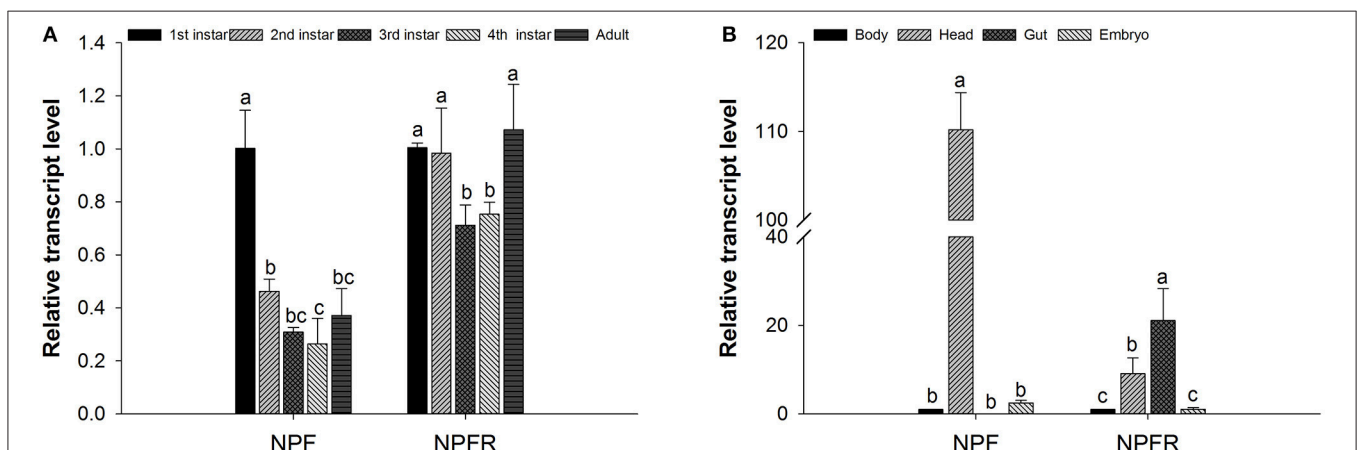 A
1st instar 2nd instar 3rd instar 4th instar Adult
Relative transcript level
1.4
1.2
1.0
0.8
0.6
0.4
0.2
0.0
a
b
bc
c
bc
a
a
b
b
a
NPF
NPFR
B
Body Head Gut Embryo
Relative transcript level
120
110
100
40
20
0
b
a
b
b
c
b
a
c
NPF
NPFR